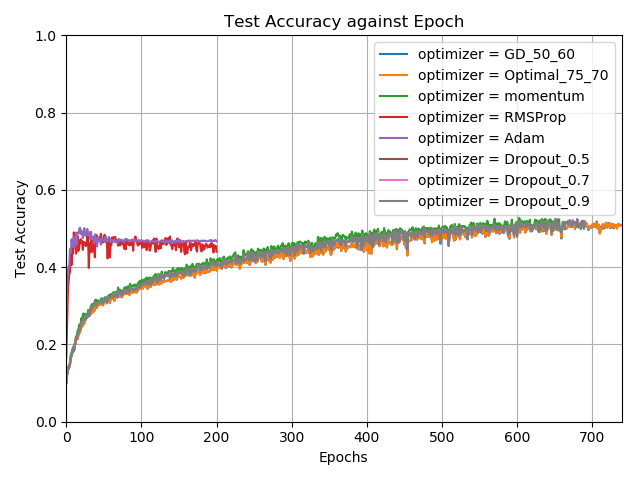 Test Accuracy against Epoch
1.0
0.8
0.6
0.4
0.2
0.0
Test Accuracy
optimizer = GD_50_60
optimizer = Optimal_75_70
optimizer = momentum
optimizer = RMSProp
optimizer = Adam
optimizer = Dropout_0.5
optimizer = Dropout_0.7
optimizer = Dropout_0.9
0 100 200 300 400 500 600 700
Epochs